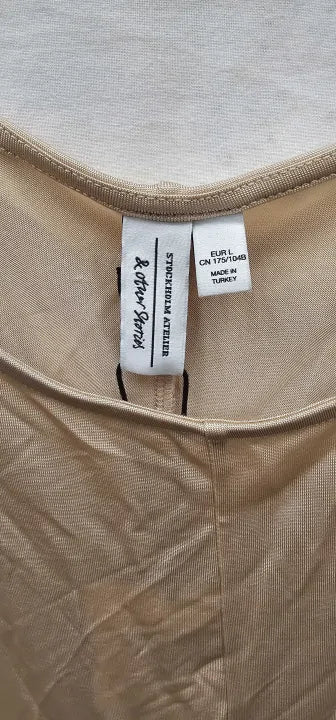 STOCKHOLM ATELIER
& other Stories
EUR L
CN 175/104B
MADE IN
TURKEY